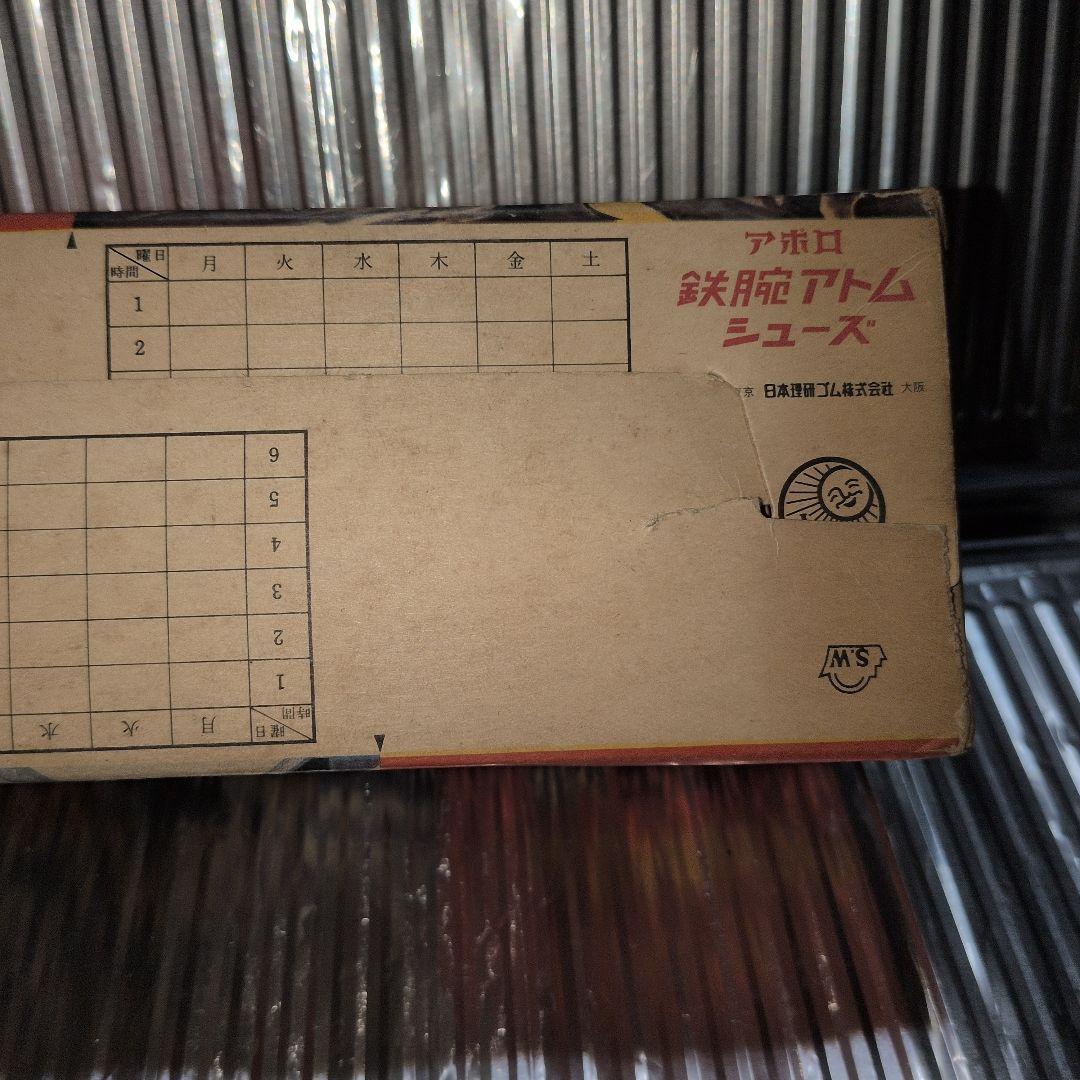 曜日 月 火 水 木 金 土
時間
1
2
アポロ
鉄腕アトム
シューズ
京 日本理研ゴム株式会社 大阪
6
5
4
3
2
1
水 火 月 曜日 時間
S.W